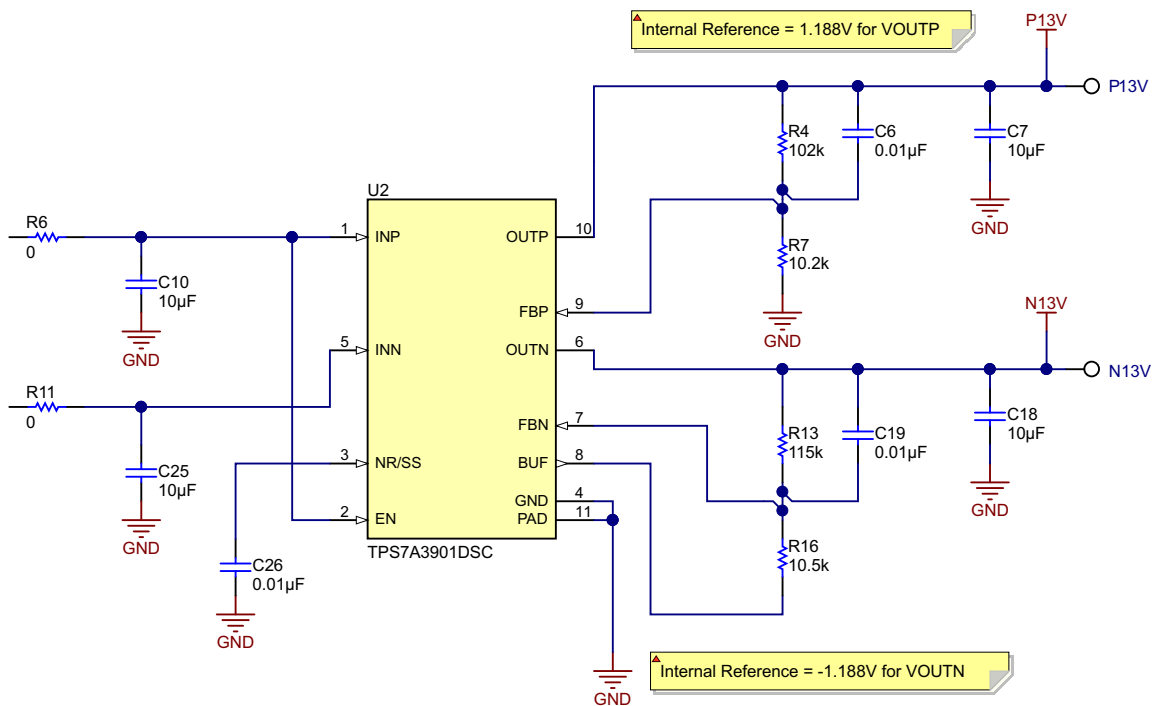 Internal Reference = 1.188V for VOUTP
P13V
P13V
R4
102k
C6
0.01µF
C7
10µF
GND
U2
R6
0
1
INP
OUTP
10
C10
10µF
GND
R7
10.2k
GND
FBP
9
5
INN
OUTN
6
N13V
N13V
R11
0
C25
10µF
GND
FBN
7
R13
115k
C19
0.01µF
C18
10µF
GND
3
NR/SS
BUF
8
GND
4
2
EN
PAD
11
TPS7A3901DSC
R16
10.5k
C26
0.01µF
GND
GND
Internal Reference = -1.188V for VOUTN